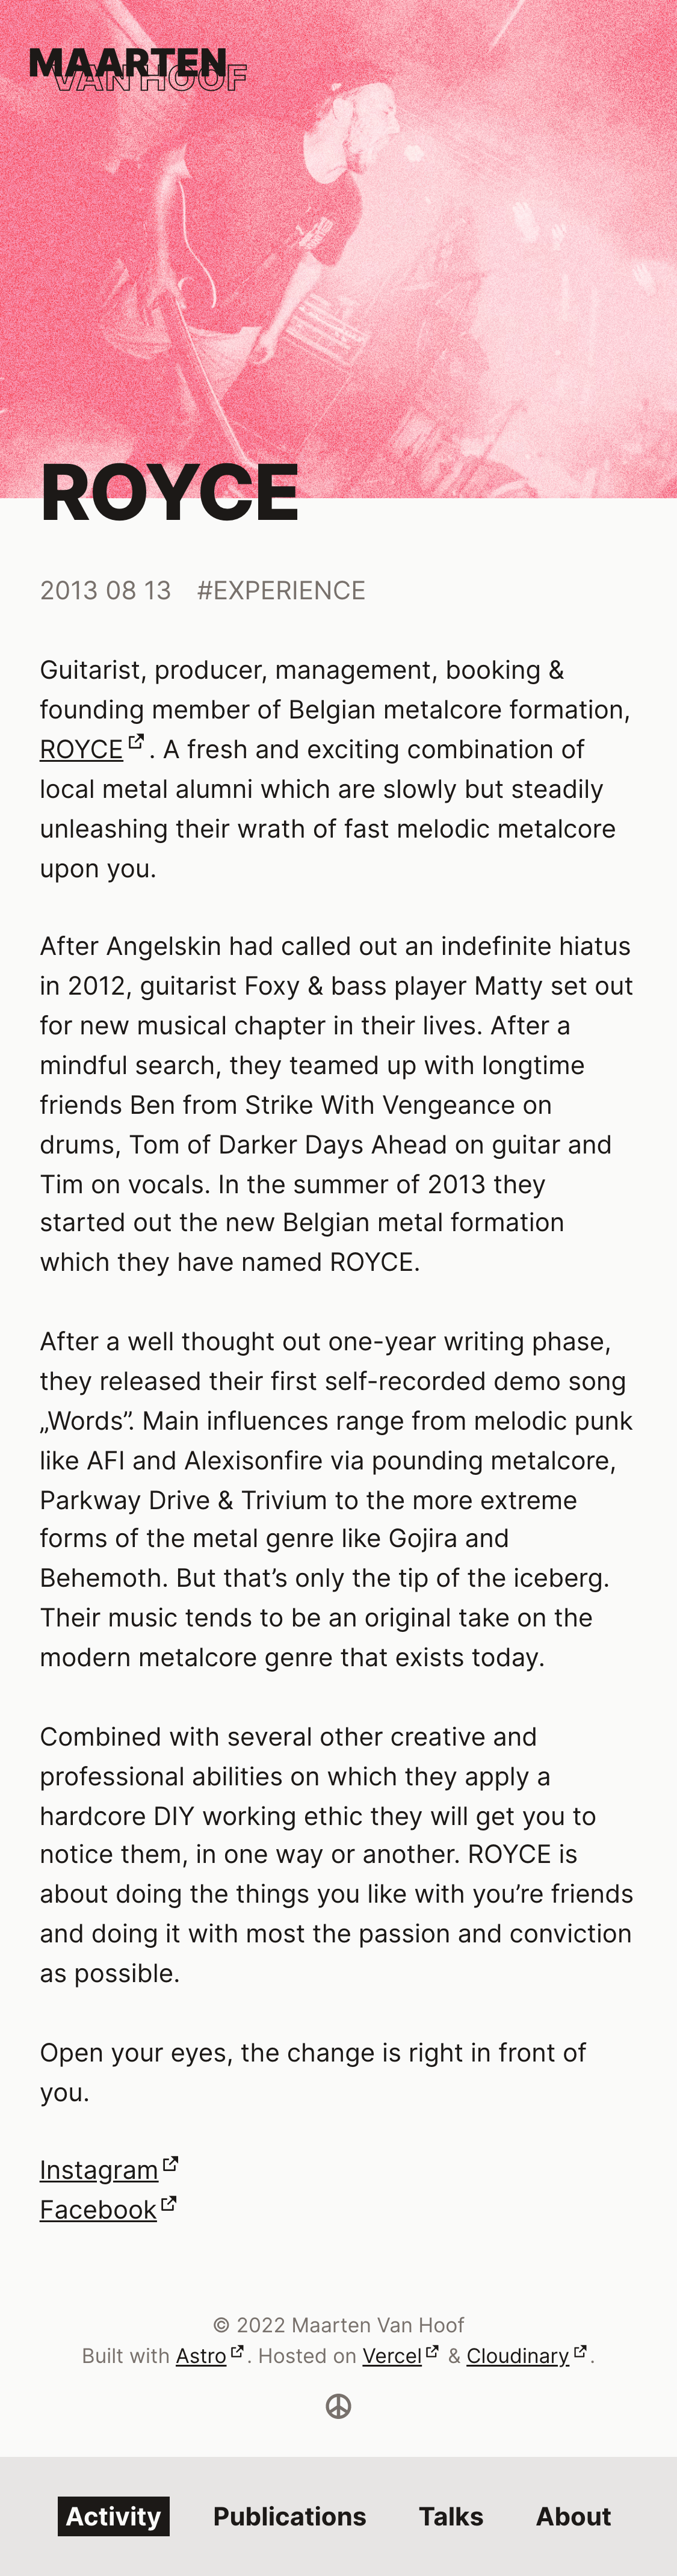 MAARTEN
VAN HOOF
ROYCE
2013 08 13 #EXPERIENCE
Guitarist, producer, management, booking &
founding member of Belgian metalcore formation,
ROYCE. A fresh and exciting combination of
local metal alumni which are slowly but steadily
unleashing their wrath of fast melodic metalcore
upon you.
After Angelskin had called out an indefinite hiatus
in 2012, guitarist Foxy & bass player Matty set out
for new musical chapter in their lives. After a
mindful search, they teamed up with longtime
friends Ben from Strike With Vengeance on
drums, Tom of Darker Days Ahead on guitar and
Tim on vocals. In the summer of 2013 they
started out the new Belgian metal formation
which they have named ROYCE.
After a well thought out one-year writing phase,
they released their first self-recorded demo song
„Words”. Main influences range from melodic punk
like AFI and Alexisonfire via pounding metalcore,
Parkway Drive & Trivium to the more extreme
forms of the metal genre like Gojira and
Behemoth. But that’s only the tip of the iceberg.
Their music tends to be an original take on the
modern metalcore genre that exists today.
Combined with several other creative and
professional abilities on which they apply a
hardcore DIY working ethic they will get you to
notice them, in one way or another. ROYCE is
about doing the things you like with you’re friends
and doing it with most the passion and conviction
as possible.
Open your eyes, the change is right in front of
you.
Instagram
Facebook
© 2022 Maarten Van Hoof
Built with Astro. Hosted on Vercel & Cloudinary.
Activity Publications Talks About